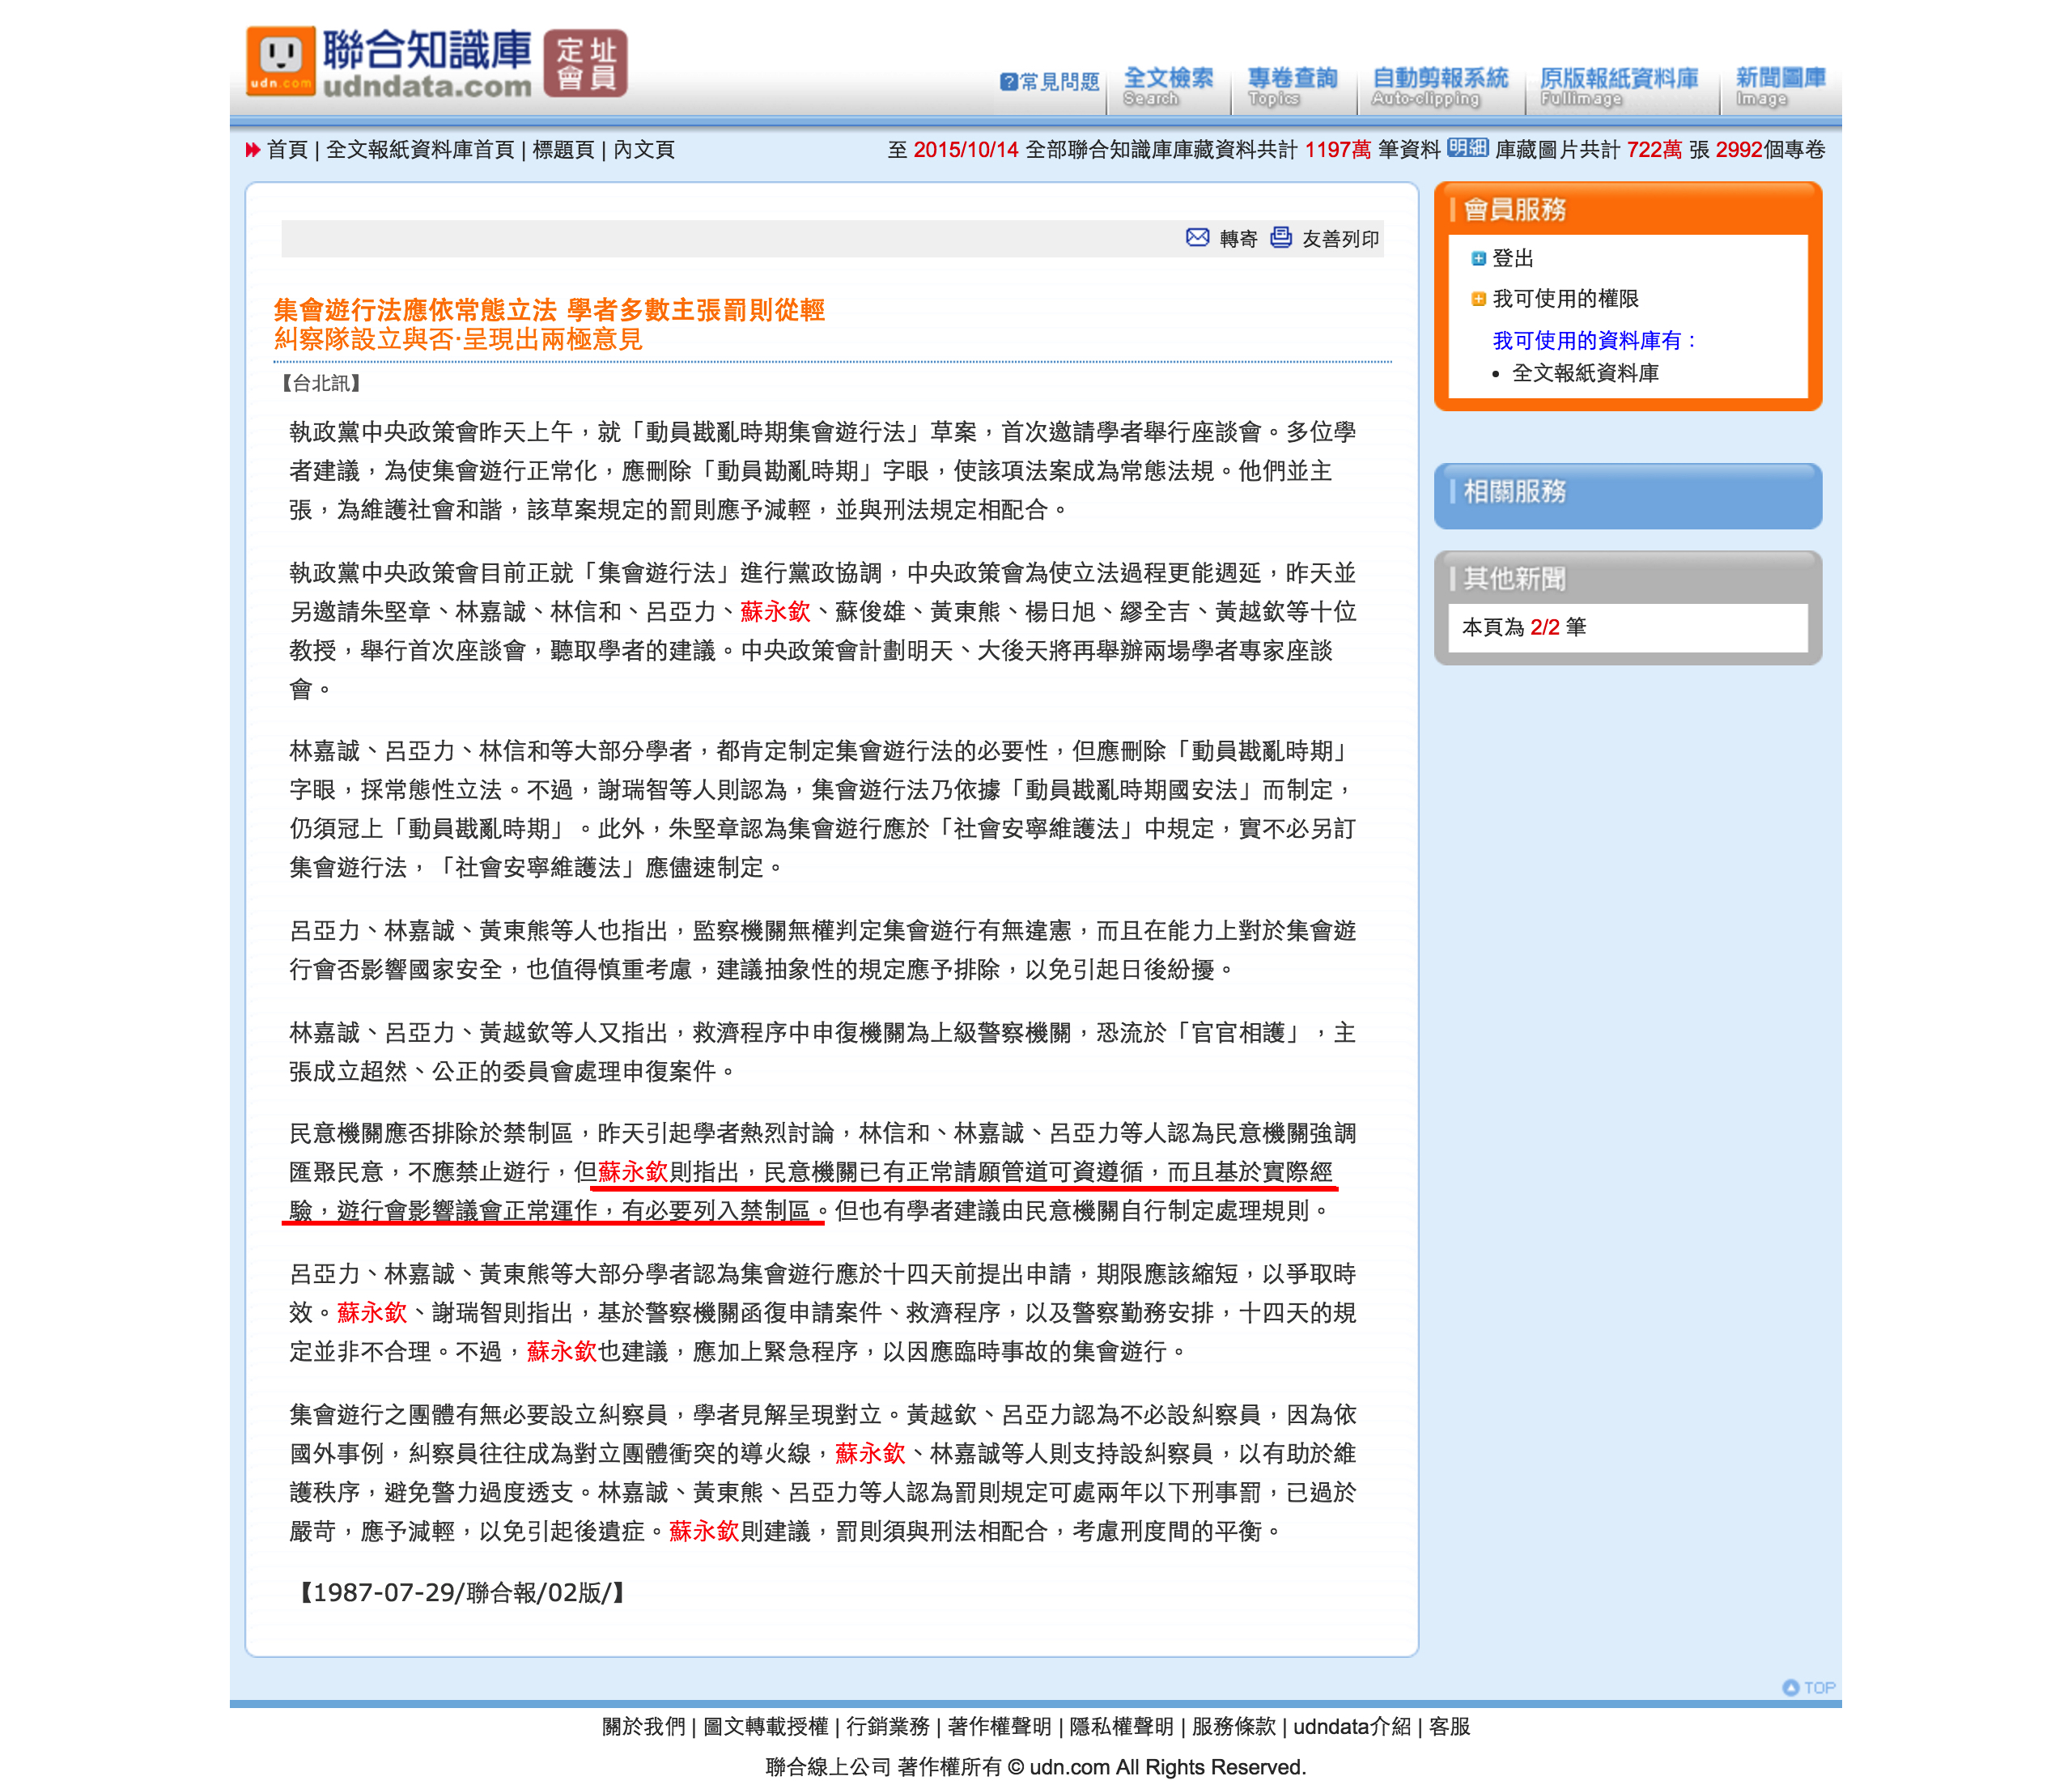 聯合知識庫 定址會員
udn.com udndata.com
?常見問題 全文檢索 專卷查詢 自動剪報系統 原版報紙資料庫 新聞圖庫
Search Topics Auto-clipping Fullimage Image
首頁 | 全文報紙資料庫首頁 | 標題頁 | 內文頁
至 2015/10/14 全部聯合知識庫庫藏資料共計 1197萬 筆資料 明細 庫藏圖片共計 722萬 張 2992個專卷
轉寄 友善列印
集會遊行法應依常態立法 學者多數主張罰則從輕
糾察隊設立與否·呈現出兩極意見
【台北訊】
執政黨中央政策會昨天上午，就「動員戡亂時期集會遊行法」草案，首次邀請學者舉行座談會。多位學
者建議，為使集會遊行正常化，應刪除「動員勘亂時期」字眼，使該項法案成為常態法規。他們並主
張，為維護社會和諧，該草案規定的罰則應予減輕，並與刑法規定相配合。
執政黨中央政策會目前正就「集會遊行法」進行黨政協調，中央政策會為使立法過程更能週延，昨天並
另邀請朱堅章、林嘉誠、林信和、呂亞力、蘇永欽、蘇俊雄、黃東熊、楊日旭、繆全吉、黃越欽等十位
教授，舉行首次座談會，聽取學者的建議。中央政策會計劃明天、大後天將再舉辦兩場學者專家座談
會。
林嘉誠、呂亞力、林信和等大部分學者，都肯定制定集會遊行法的必要性，但應刪除「動員戡亂時期」
字眼，採常態性立法。不過，謝瑞智等人則認為，集會遊行法乃依據「動員戡亂時期國安法」而制定，
仍須冠上「動員戡亂時期」。此外，朱堅章認為集會遊行應於「社會安寧維護法」中規定，實不必另訂
集會遊行法，「社會安寧維護法」應儘速制定。
呂亞力、林嘉誠、黃東熊等人也指出，監察機關無權判定集會遊行有無違憲，而且在能力上對於集會遊
行會否影響國家安全，也值得慎重考慮，建議抽象性的規定應予排除，以免引起日後紛擾。
林嘉誠、呂亞力、黃越欽等人又指出，救濟程序中申復機關為上級警察機關，恐流於「官官相護」，主
張成立超然、公正的委員會處理申復案件。
民意機關應否排除於禁制區，昨天引起學者熱烈討論，林信和、林嘉誠、呂亞力等人認為民意機關強調
匯聚民意，不應禁止遊行，但蘇永欽則指出，民意機關已有正常請願管道可資遵循，而且基於實際經
驗，遊行會影響議會正常運作，有必要列入禁制區。但也有學者建議由民意機關自行制定處理規則。
呂亞力、林嘉誠、黃東熊等大部分學者認為集會遊行應於十四天前提出申請，期限應該縮短，以爭取時
效。蘇永欽、謝瑞智則指出，基於警察機關函復申請案件、救濟程序，以及警察勤務安排，十四天的規
定並非不合理。不過，蘇永欽也建議，應加上緊急程序，以因應臨時事故的集會遊行。
集會遊行之團體有無必要設立糾察員，學者見解呈現對立。黃越欽、呂亞力認為不必設糾察員，因為依
國外事例，糾察員往往成為對立團體衝突的導火線，蘇永欽、林嘉誠等人則支持設糾察員，以有助於維
護秩序，避免警力過度透支。林嘉誠、黃東熊、呂亞力等人認為罰則規定可處兩年以下刑事罰，已過於
嚴苛，應予減輕，以免引起後遺症。蘇永欽則建議，罰則須與刑法相配合，考慮刑度間的平衡。
【1987-07-29/聯合報/02版/】
會員服務
登出
我可使用的權限
我可使用的資料庫有：
• 全文報紙資料庫
相關服務
其他新聞
本頁為 2/2 筆
TOP
關於我們 | 圖文轉載授權 | 行銷業務 | 著作權聲明 | 隱私權聲明 | 服務條款 | udndata介紹 | 客服
聯合線上公司 著作權所有 © udn.com All Rights Reserved.